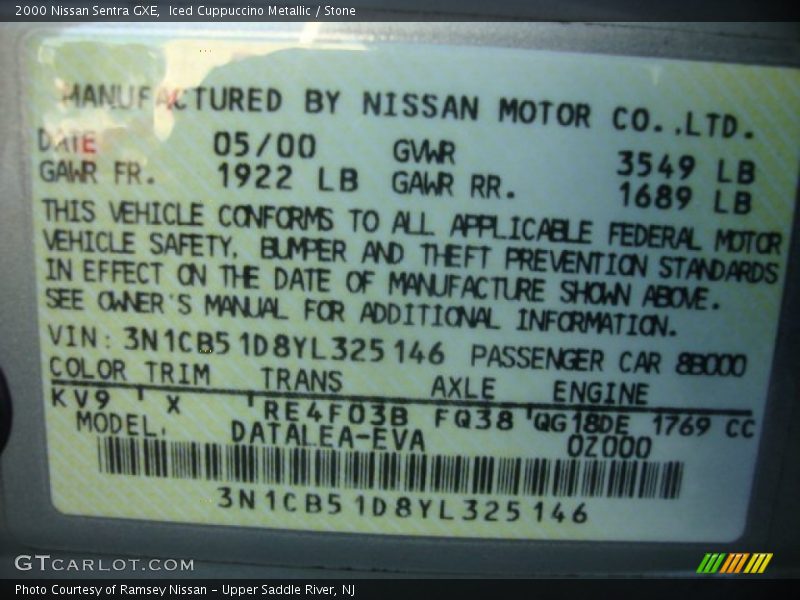 2000 Nissan Sentra GXE,  Iced Cuppuccino Metallic / Stone
MANUFACTURED BY NISSAN MOTOR CO.,LTD.
DATE 05/00 GVWR 3549 LB
GAWR FR. 1922 LB GAWR RR. 1689 LB
THIS VEHICLE CONFORMS TO ALL APPLICABLE FEDERAL MOTOR
VEHICLE SAFETY, BUMPER AND THEFT PREVENTION STANDARDS
IN EFFECT ON THE DATE OF MANUFACTURE SHOWN ABOVE.
SEE OWNER'S MANUAL FOR ADDITIONAL INFORMATION.
VIN: 3N1CB51D8YL325146 PASSENGER CAR 8B000
COLOR TRIM TRANS AXLE ENGINE
KV9 X RE4F03B FQ38 QG18DE 1769 CC
MODEL. DATALEA-EVA 0Z000
3N1CB51D8YL325146
GTCARLOT.COM
Photo Courtesy of Ramsey Nissan – Upper Saddle River, NJ